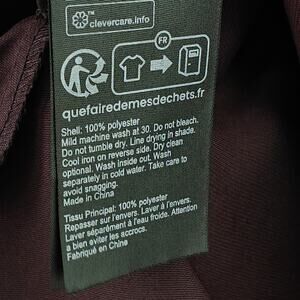 clevercare.info
FR
quefairedemesdechets.fr
Shell: 100% polyester
Mild machine wash at 30. Do not bleach.
Do not tumble dry. Line drying in shade.
Cool iron on reverse side. Dry clean
optional. Wash inside out. Wash
separately in cold water. Take care to
avoid snagging.
Made in China
Tissu Principal: 100% polyester
Repasser sur l'envers. Laver à l'envers.
Laver séparément à l'eau froide. Attention
a bien éviter les accrocs.
Fabriqué en Chine